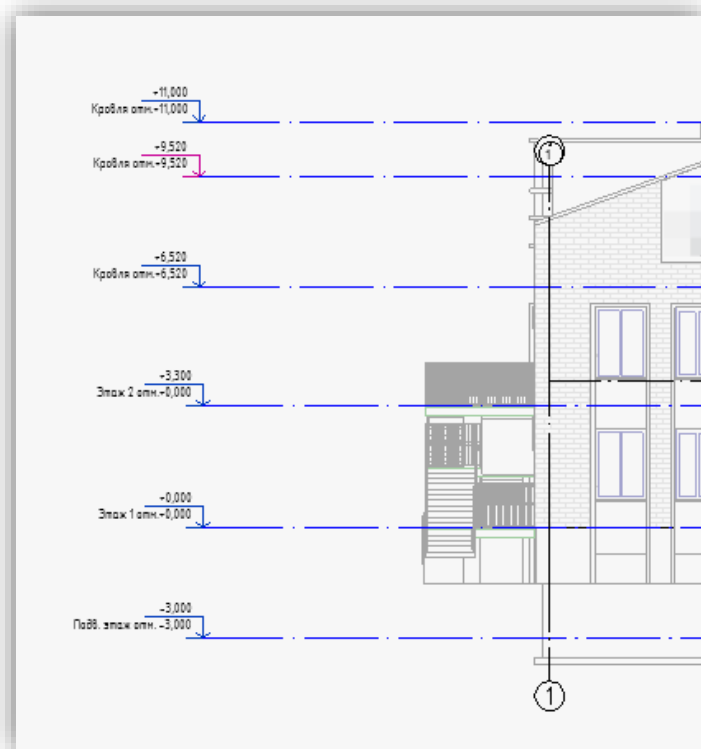 +11,000
Кровля отм.+11,000
1
+9,520
Кровля отм.+9,520
+6,520
Кровля отм.+6,520
+3,300
Этаж 2 отм.+0,000
+0,000
Этаж 1 отм.+0,000
-3,000
Подв. этаж отм. -3,000
1